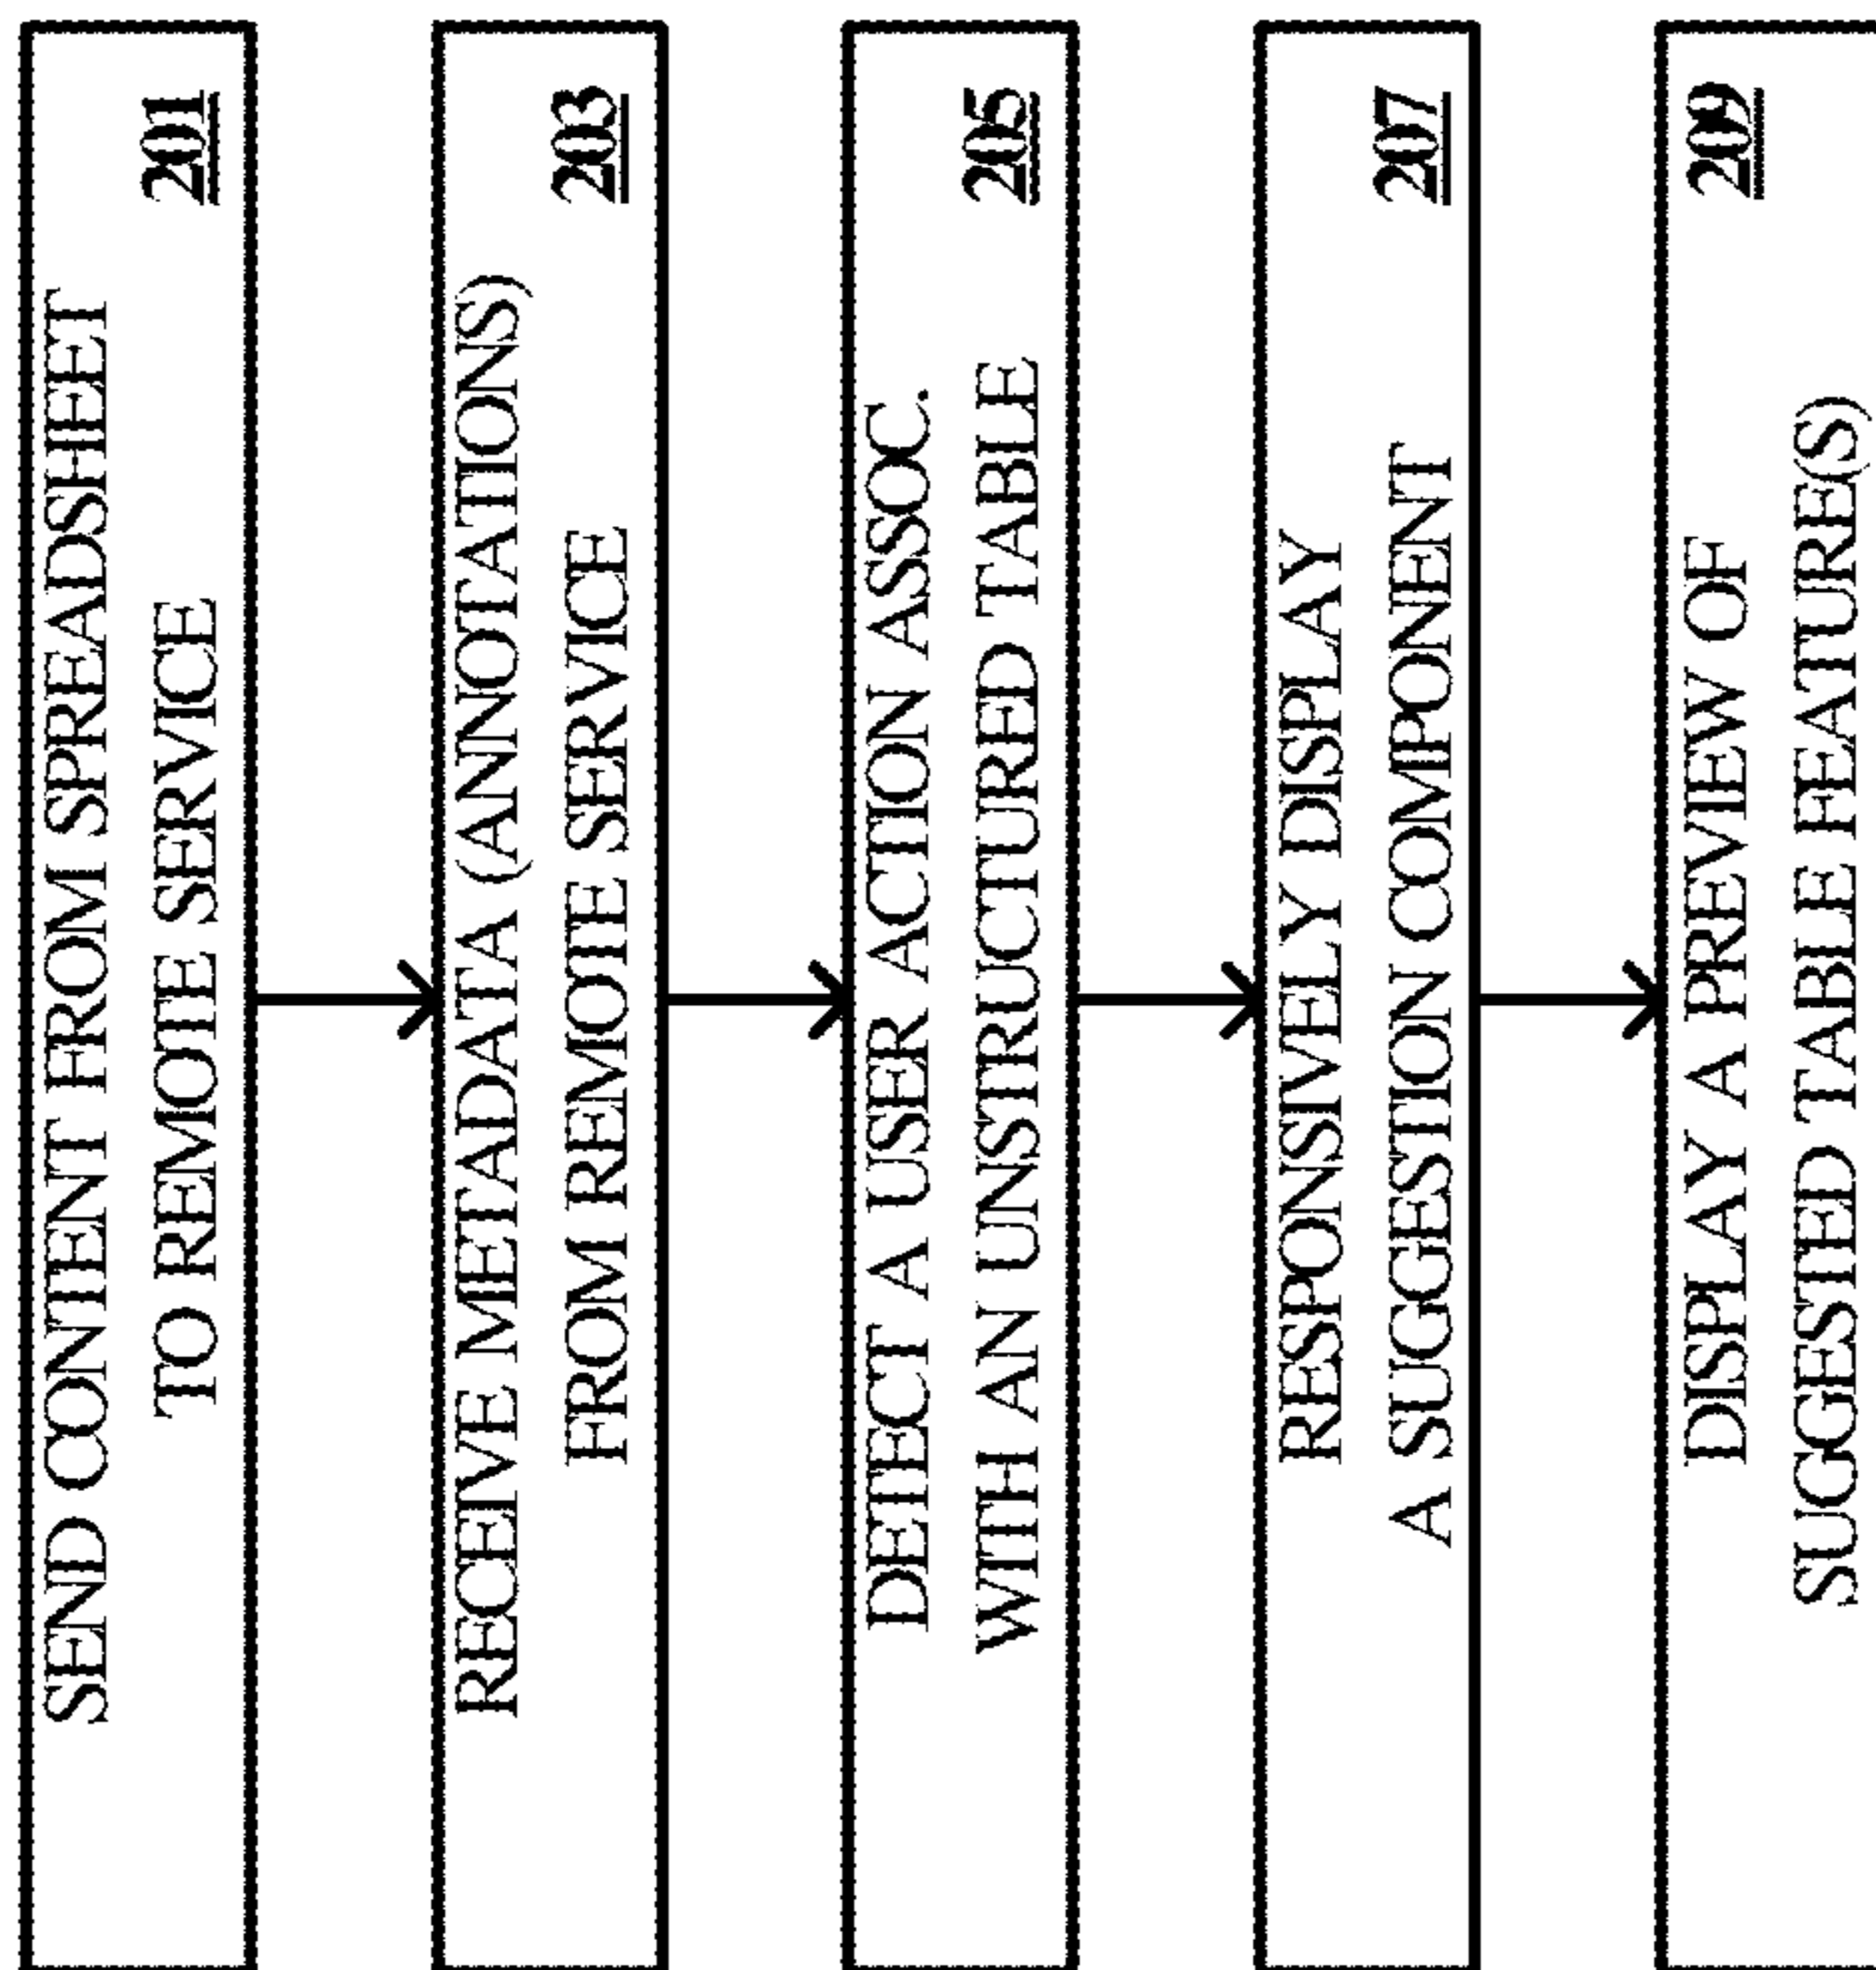 SEND CONTENT FROM SPREADSHEET
TO REMOTE SERVICE
201
RECEIVE METADATA (ANNOTATIONS)
FROM REMOTE SERVICE
203
DETECT A USER ACTION ASSOC.
WITH AN UNSTRUCTURED TABLE
205
RESPONSIVELY DISPLAY
A SUGGESTION COMPONENT
207
DISPLAY A PREVIEW OF
SUGGESTED TABLE FEATURE(S)
209